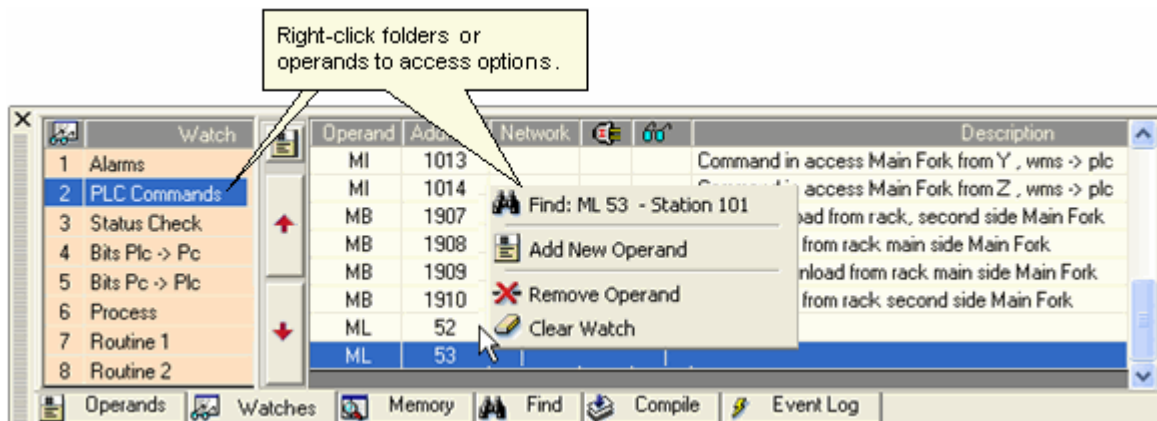 Right-click folders or
operands to access options.
Watch
Operand Network Description
1 Alarms
2 PLC Commands
3 Status Check
4 Bits Plc -> Pc
5 Bits Pc -> Plc
6 Process
7 Routine 1
8 Routine 2
MI 1013 Command in access Main Fork from Y , wms -> plc
MI 1014 access Main Fork from Z , wms -> plc
MB 1907 from rack, second side Main Fork
MB 1908 from rack main side Main Fork
MB 1909 from rack main side Main Fork
MB 1910 from rack second side Main Fork
ML 52
ML 53
Find: ML 53 - Station 101
Add New Operand
Remove Operand
Clear Watch
Operands Watches Memory Find Compile Event Log